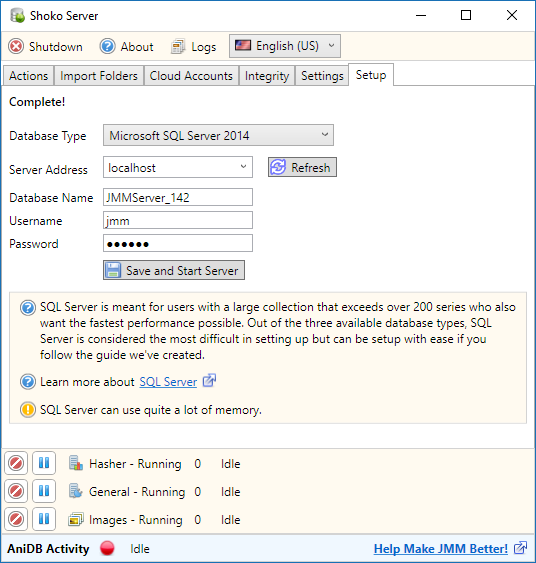 Shoko Server
Shutdown About Logs English (US)
Actions Import Folders Cloud Accounts Integrity Settings Setup
Complete!
Database Type Microsoft SQL Server 2014
Server Address localhost Refresh
Database Name JMMServer_142
Username jmm
Password ●●●●●●
Save and Start Server
SQL Server is meant for users with a large collection that exceeds over 200 series who also
want the fastest performance possible. Out of the three available database types, SQL
Server is considered the most difficult in setting up but can be setup with ease if you
follow the guide we've created.
Learn more about SQL Server
SQL Server can use quite a lot of memory.
Hasher - Running 0 Idle
General - Running 0 Idle
Images - Running 0 Idle
AniDB Activity Idle Help Make JMM Better!